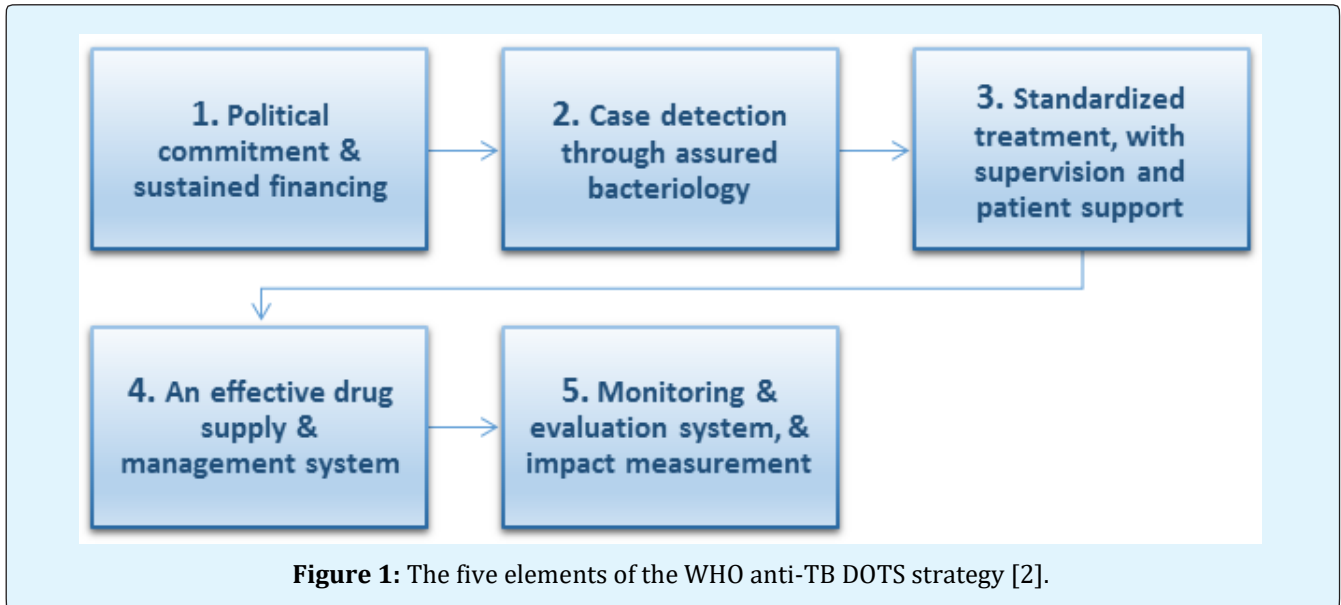 1. Political
commitment &
sustained financing
2. Case detection
through assured
bacteriology
3. Standardized
treatment, with
supervision and
patient support
4. An effective drug
supply &
management system
5. Monitoring &
evaluation system, &
impact measurement
Figure 1: The five elements of the WHO anti-TB DOTS strategy [2].